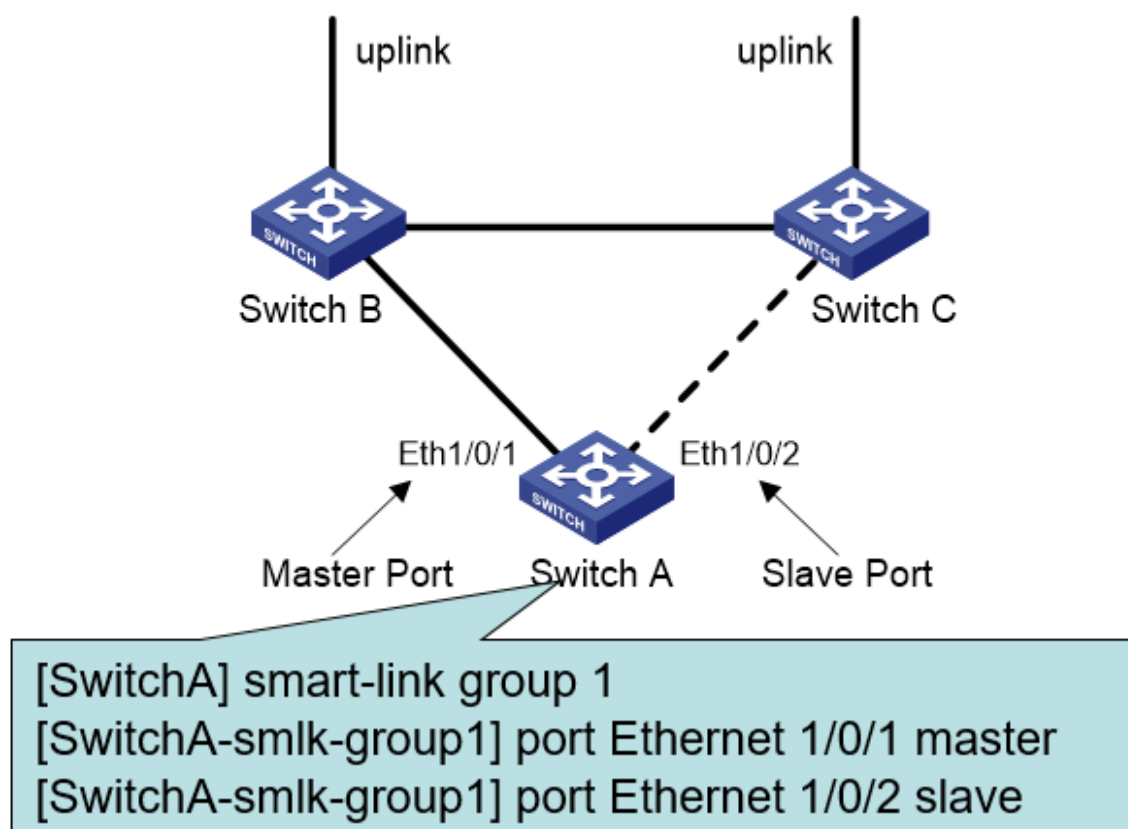 uplink
uplink
SWITCH
SWITCH
Switch B
Switch C
Eth1/0/1
Eth1/0/2
SWITCH
Master Port
Switch A
Slave Port
[SwitchA] smart-link group 1
[SwitchA-smlk-group1] port Ethernet 1/0/1 master
[SwitchA-smlk-group1] port Ethernet 1/0/2 slave